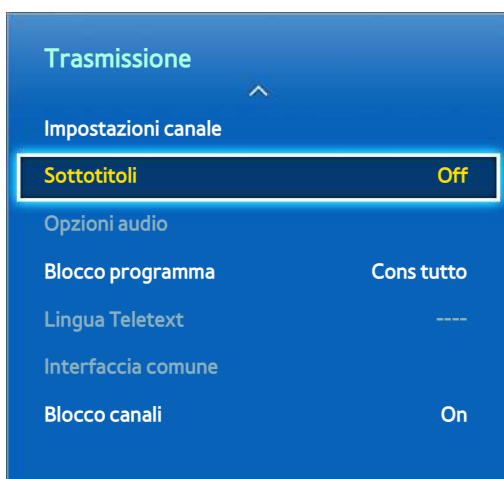 Trasmissione
Impostazioni canale
Sottotitoli Off
Opzioni audio
Blocco programma Cons tutto
Lingua Teletext ----
Interfaccia comune
Blocco canali On